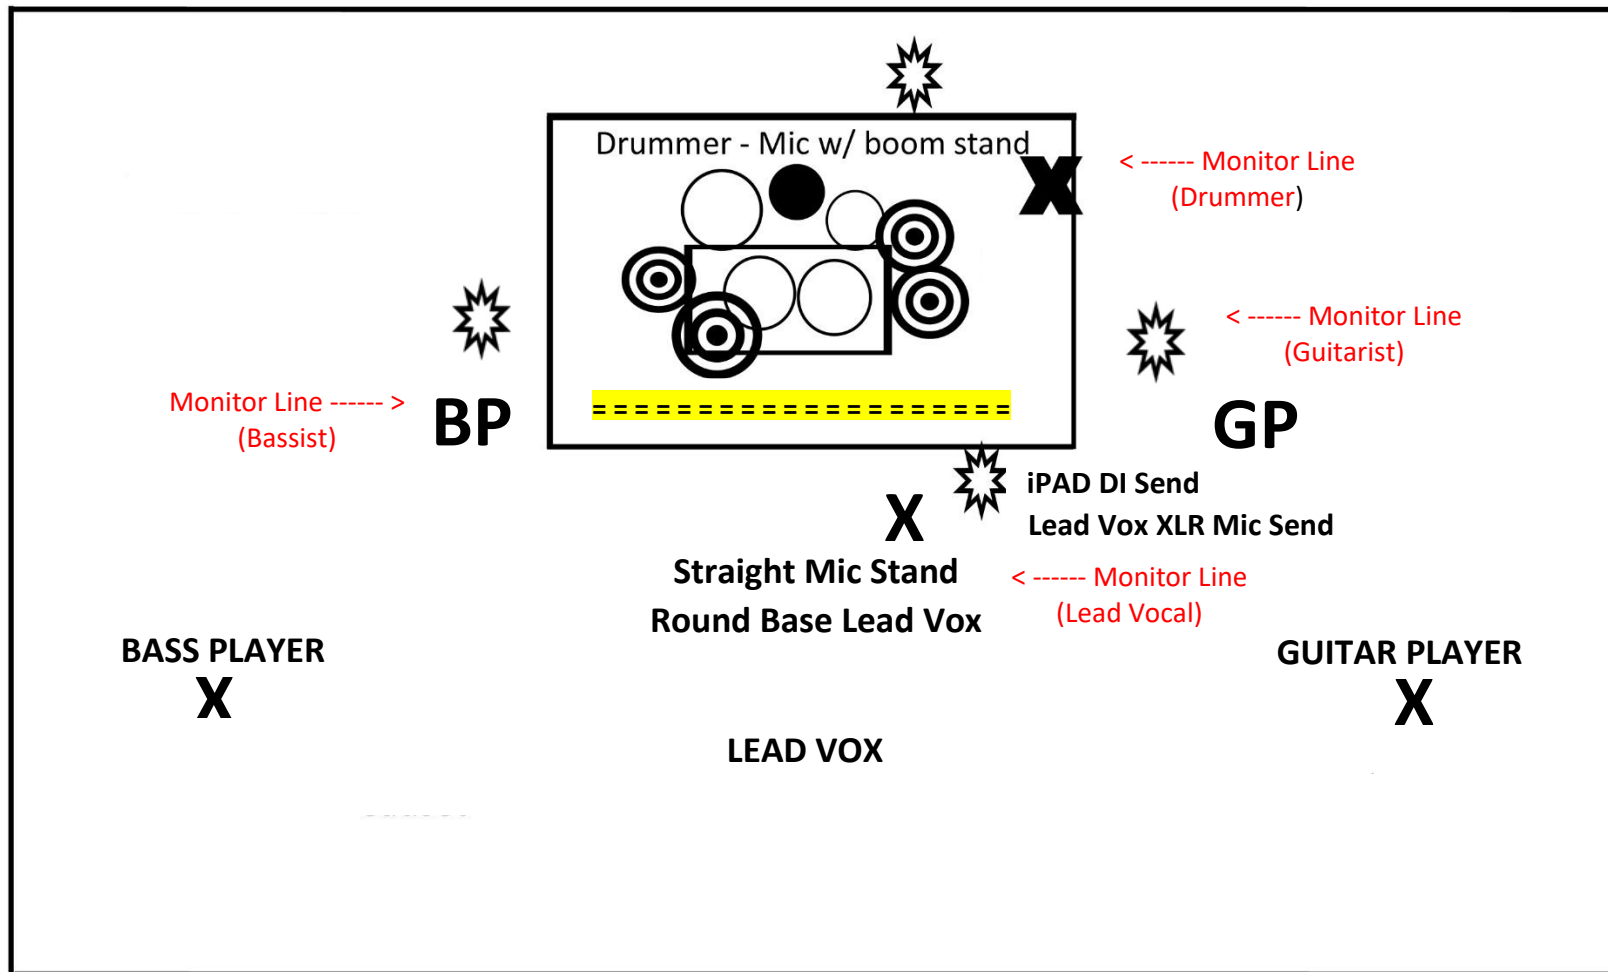 Drummer - Mic w/ boom stand
X
< ------ Monitor Line
(Drummer)
< ------ Monitor Line
(Guitarist)
Monitor Line ------ >
(Bassist)
BP
====================
GP
iPAD DI Send
Lead Vox XLR Mic Send
X
Straight Mic Stand
Round Base Lead Vox
< ------ Monitor Line
(Lead Vocal)
BASS PLAYER
X
GUITAR PLAYER
X
LEAD VOX